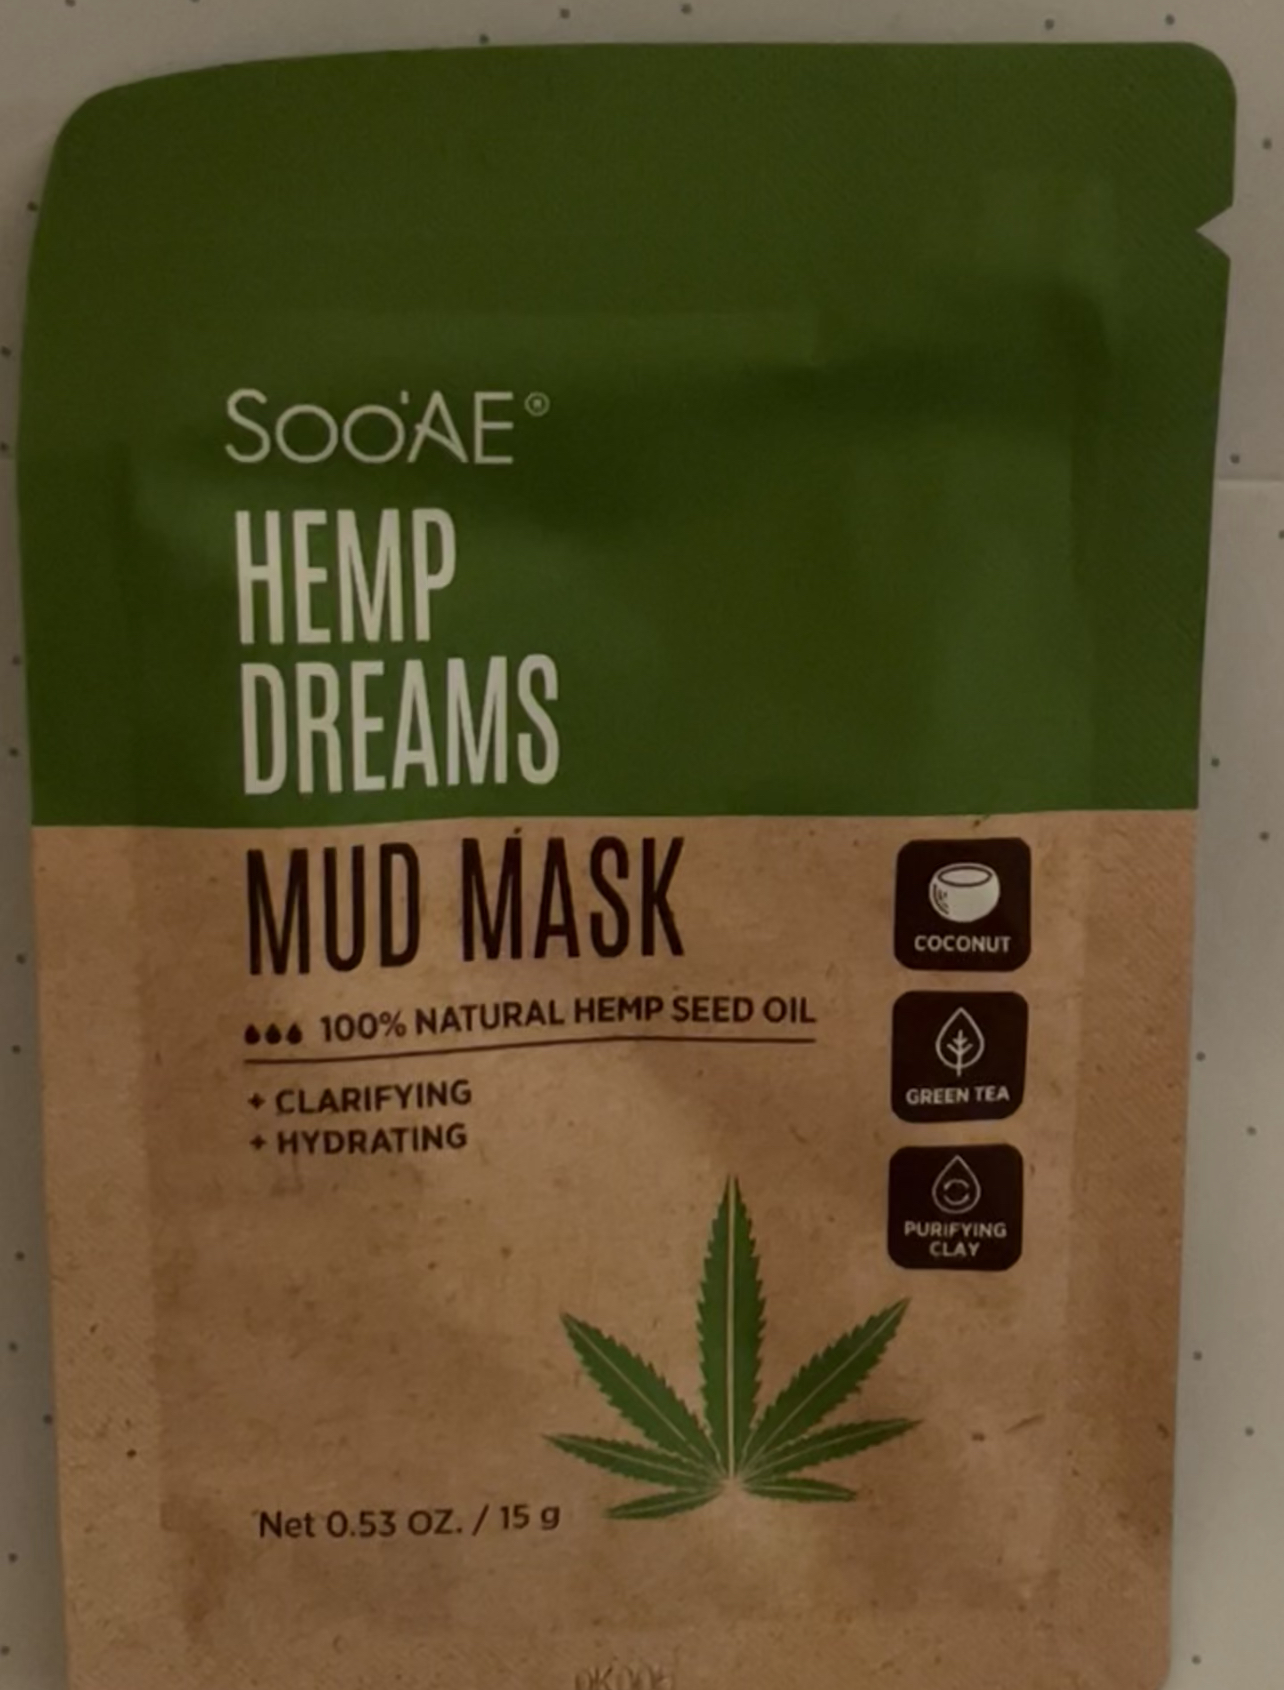 Soo'AE®
HEMP
DREAMS
MUD MASK
100% NATURAL HEMP SEED OIL
+ CLARIFYING
+ HYDRATING
COCONUT
GREEN TEA
PURIFYING
CLAY
Net 0.53 OZ. / 15 g